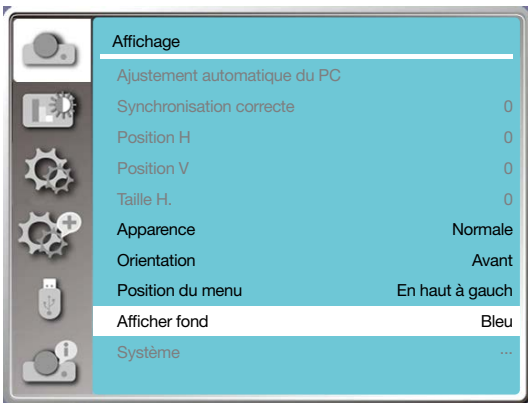 Affichage
Ajustement automatique du PC
Synchronisation correcte 0
Position H 0
Position V 0
Taille H. 0
Apparence Normale
Orientation Avant
Position du menu En haut à gauch
Afficher fond Bleu
Système ...